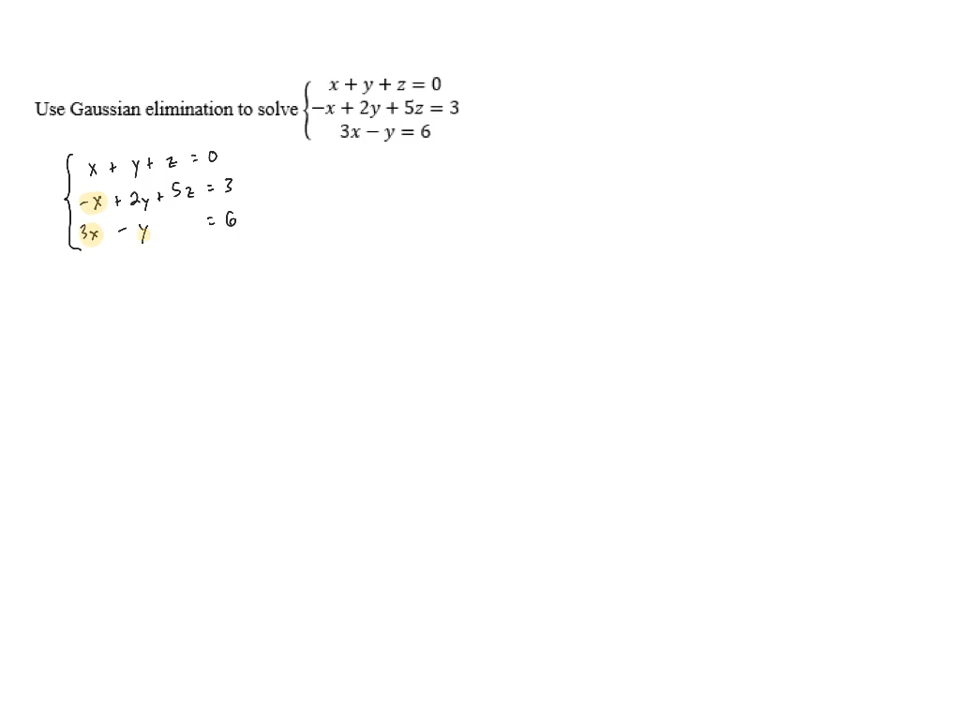 Use Gaussian elimination to solve { x + y + z = 0
−x + 2y + 5z = 3
3x − y = 6
x + y + z = 0
-x + 2y + 5z = 3
3x - y = 6